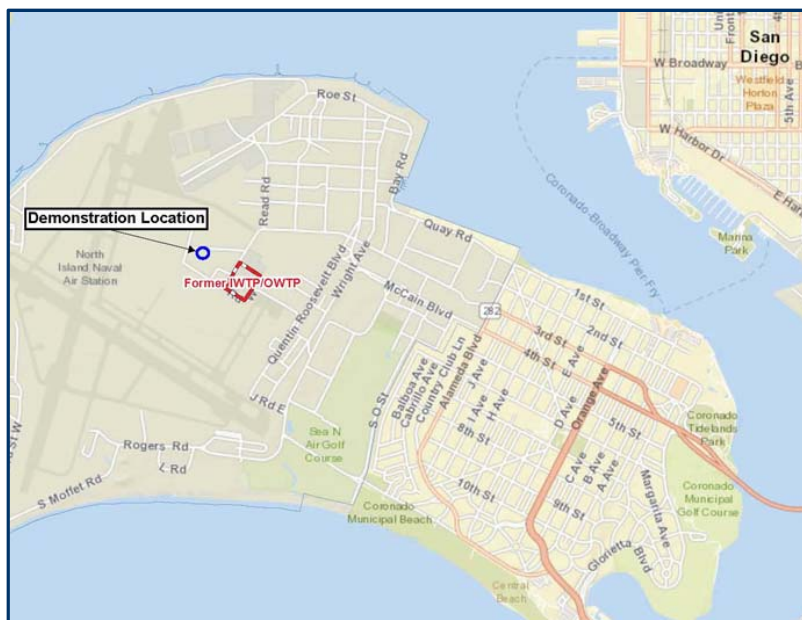 San
Diego
W Broadway
Westfield
Horton
Plaza
5th Ave
4th
Front
W Harbor Dr
E Har
Roe St
Bay Rd
Read Rd
Coronado-Broadway Pier Fry
Marina
Park
Demonstration Location
Quay Rd
North
Island Naval
Air Station
Former IWTP/OWTP
Quentin Roosevelt Blvd
Wright Ave
McCain Blvd
282
1st St
2nd St
3rd St
4th St
Balboa Ave
Cabrillo Ave
Country Club Ln
Alameda Blvd
J Ave
I Ave
H Ave
E Ave
D Ave
Orange Ave
5th St
Coronado
Tidelands
Park
J Rd E
S O St
Sea N
Air Golf
Course
8th St
10th St
C Ave
B Ave
A Ave
9th St
Margarita Ave
Coronado
Municipal
Golf Course
Rogers Rd
L Rd
S Moffet Rd
Coronado
Municipal Beach
Glorietta Blvd
Central
Beach